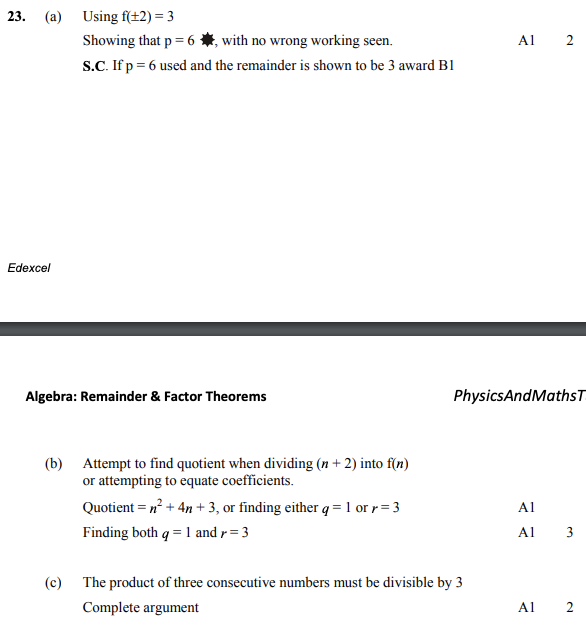 23. (a) Using f(±2) = 3
Showing that p = 6 ✸, with no wrong working seen. A1 2
S.C. If p = 6 used and the remainder is shown to be 3 award B1
Edexcel
Algebra: Remainder & Factor Theorems PhysicsAndMathsT
(b) Attempt to find quotient when dividing (n + 2) into f(n)
or attempting to equate coefficients.
Quotient = n² + 4n + 3, or finding either q = 1 or r = 3 A1
Finding both q = 1 and r = 3 A1 3
(c) The product of three consecutive numbers must be divisible by 3
Complete argument A1 2